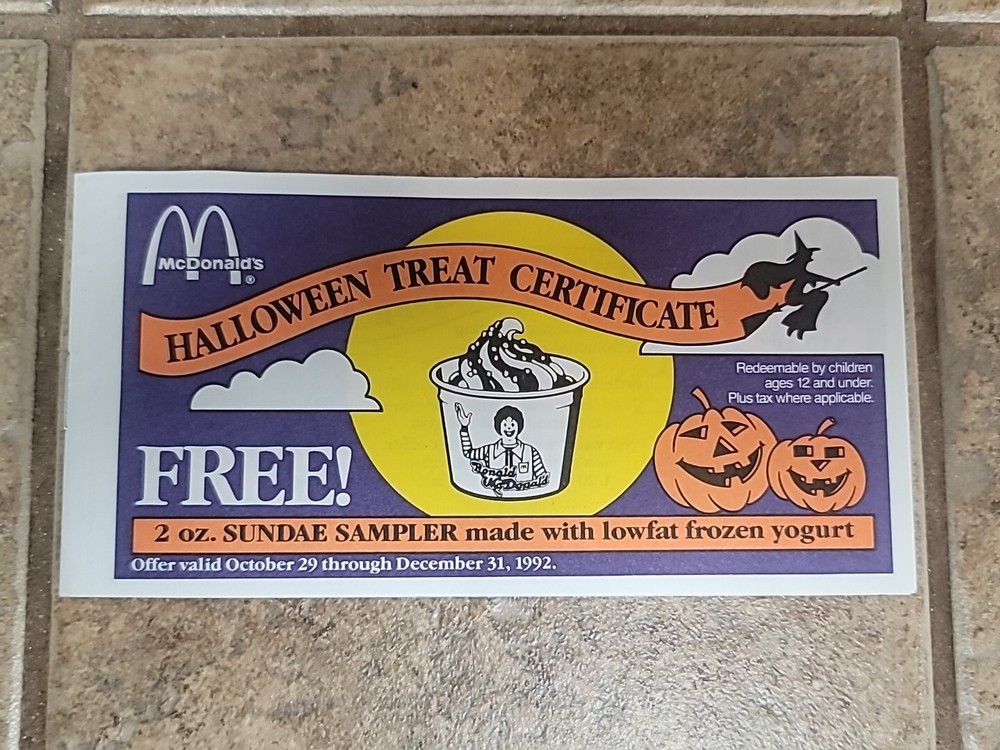 McDonald's®
HALLOWEEN TREAT CERTIFICATE
Redeemable by children
ages 12 and under.
Plus tax where applicable.
Ronald
McDonald
FREE!
2 oz. SUNDAE SAMPLER made with lowfat frozen yogurt
Offer valid October 29 through December 31, 1992.